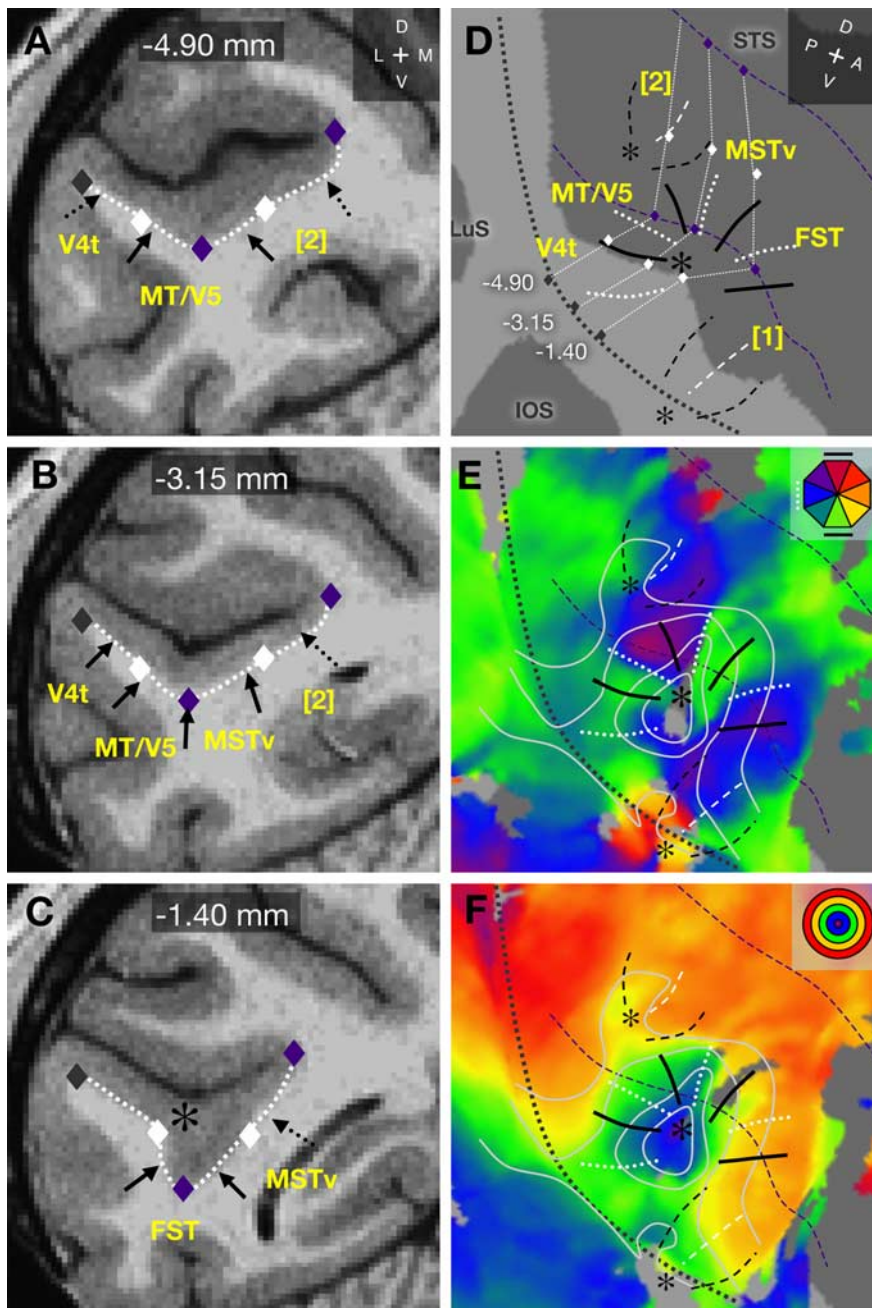 A
-4.90 mm
D
L M
V
V4t
MT/V5
[2]
B
-3.15 mm
V4t
MT/V5
MSTv
[2]
C
-1.40 mm
*
MSTv
FST
D
STS
D
P A
V
[2]
*
MSTv
MT/V5
LuS
V4t
*
FST
-4.90
-3.15
-1.40
[1]
IOS
*
E
*
*
*
F
*
*
*